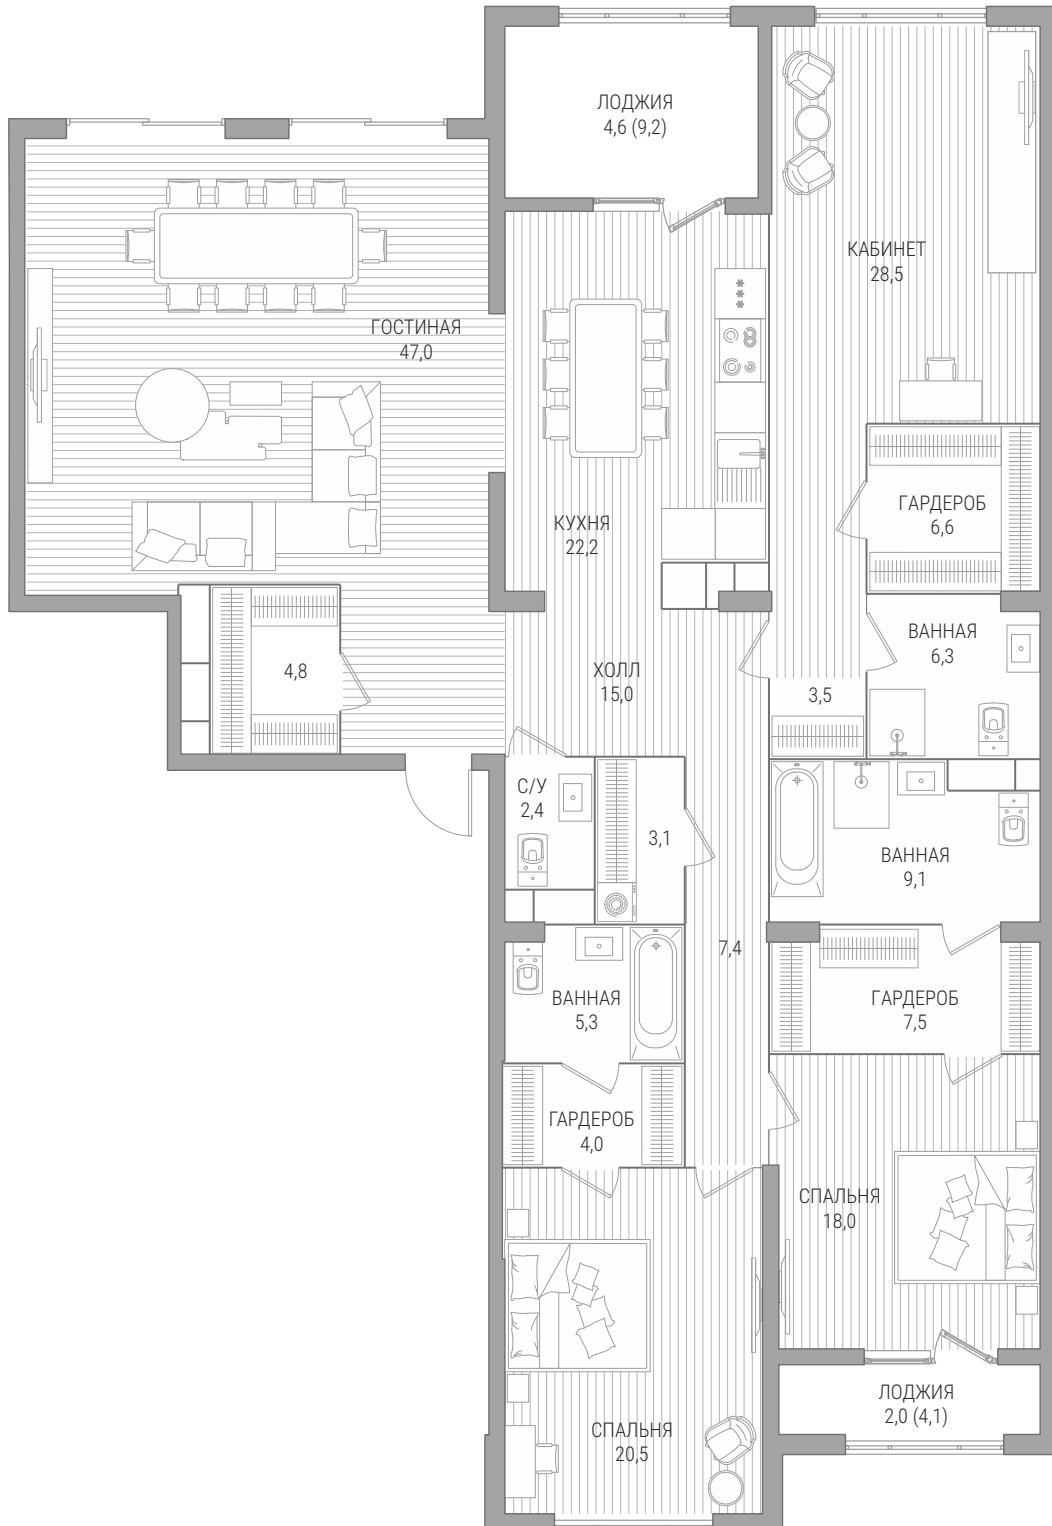 ЛОДЖИЯ
4,6 (9,2)
КАБИНЕТ
28,5
ГОСТИНАЯ
47,0
ГАРДЕРОБ
6,6
КУХНЯ
22,2
ВАННАЯ
6,3
4,8
ХОЛЛ
15,0
3,5
С/У
2,4
3,1
ВАННАЯ
9,1
7,4
ВАННАЯ
5,3
ГАРДЕРОБ
7,5
ГАРДЕРОБ
4,0
СПАЛЬНЯ
18,0
ЛОДЖИЯ
2,0 (4,1)
СПАЛЬНЯ
20,5